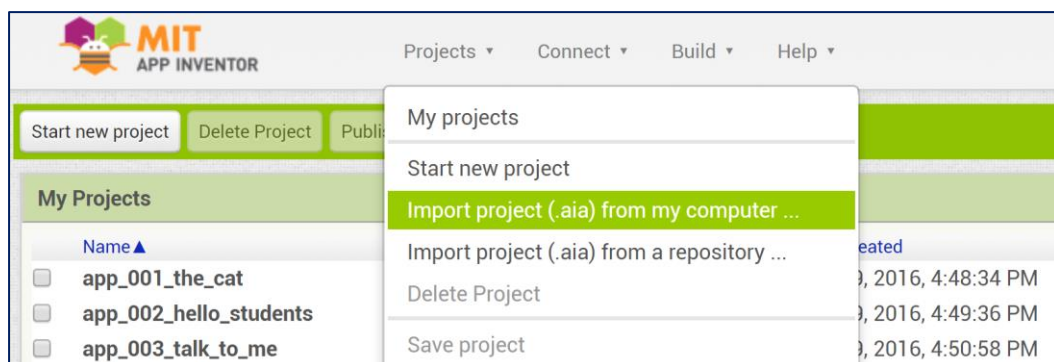 MIT
APP INVENTOR
Projects ▾ Connect ▾ Build ▾ Help ▾
Start new project Delete Project
My projects
Start new project
Import project (.aia) from my computer ...
Import project (.aia) from a repository ...
Delete Project
Save project
My Projects
Name▲
app_001_the_cat
app_002_hello_students
app_003_talk_to_me
2016, 4:48:34 PM
2016, 4:49:36 PM
2016, 4:50:58 PM